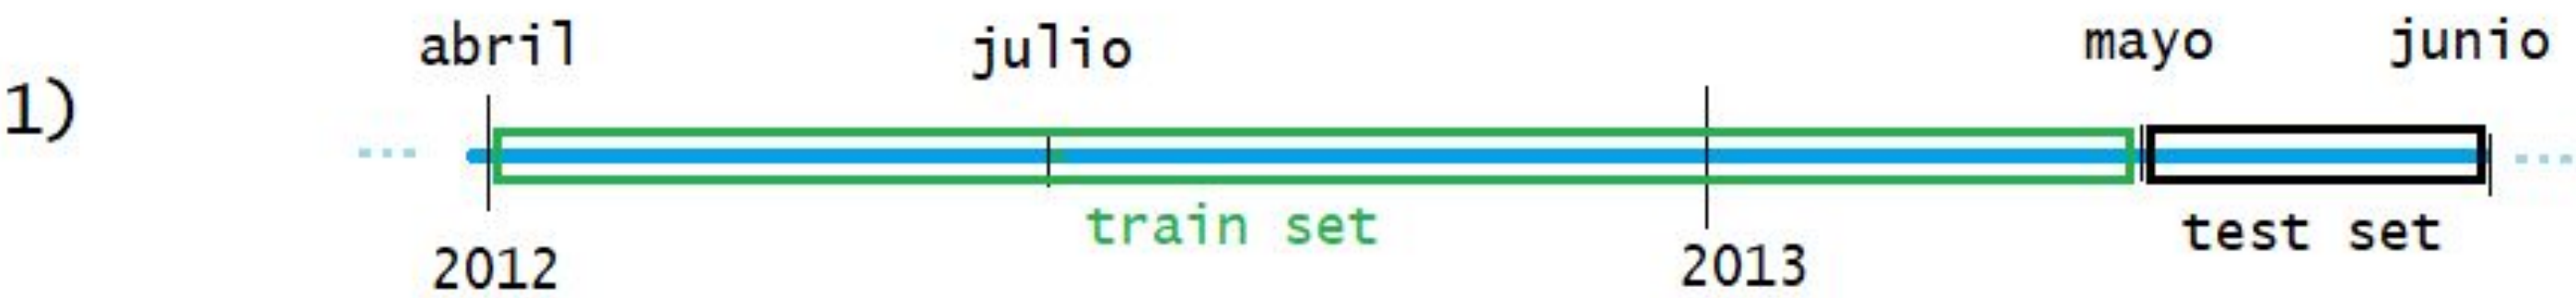 abril julio mayo junio
1)
train set test set
2012 2013